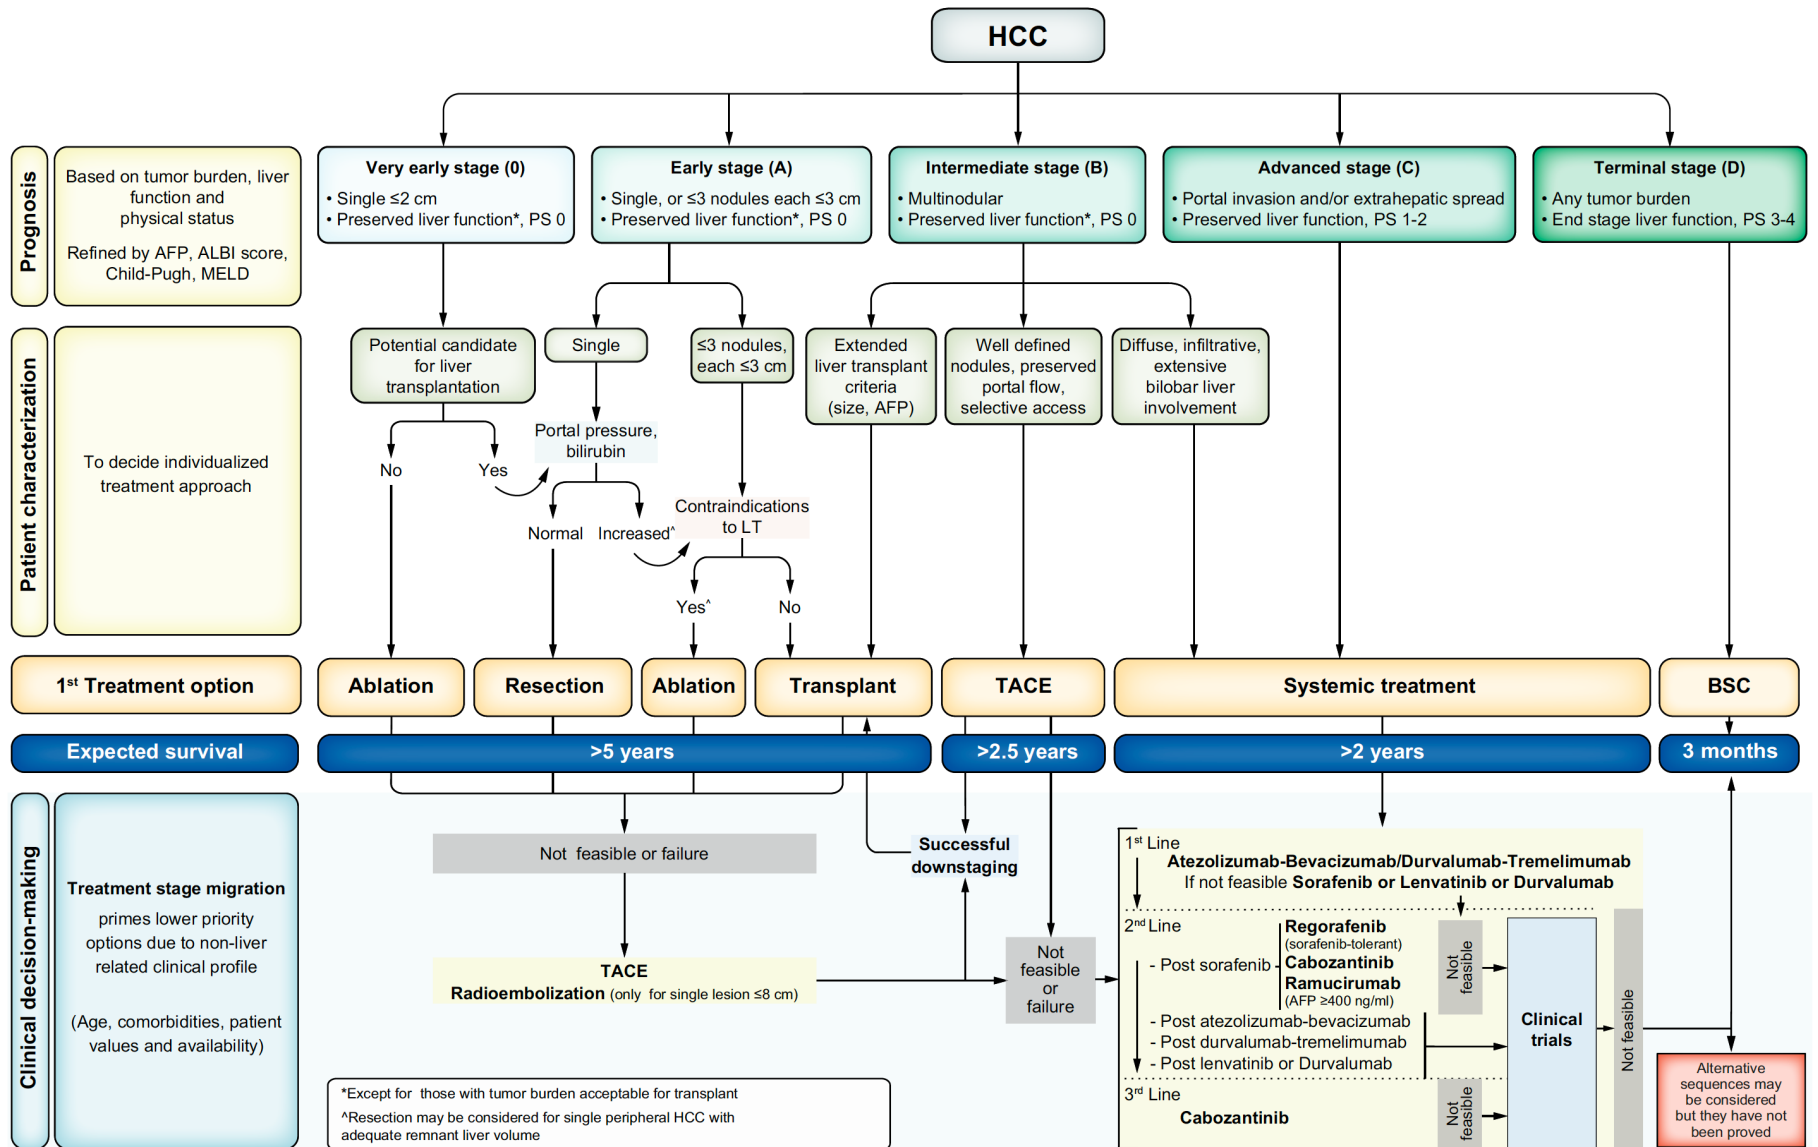 HCC
Prognosis
Based on tumor burden, liver
function and
physical status
Refined by AFP, ALBI score,
Child-Pugh, MELD
Very early stage (0)
• Single ≤2 cm
• Preserved liver function*, PS 0
Early stage (A)
• Single, or ≤3 nodules each ≤3 cm
• Preserved liver function*, PS 0
Intermediate stage (B)
• Multinodular
• Preserved liver function*, PS 0
Advanced stage (C)
• Portal invasion and/or extrahepatic spread
• Preserved liver function, PS 1-2
Terminal stage (D)
• Any tumor burden
• End stage liver function, PS 3-4
Patient characterization
To decide individualized
treatment approach
Potential candidate
for liver
transplantation
No
Yes
Single
Portal pressure,
bilirubin
Normal
Increased^
≤3 nodules,
each ≤3 cm
Contraindications
to LT
Yes^
No
Extended
liver transplant
criteria
(size, AFP)
Well defined
nodules, preserved
portal flow,
selective access
Diffuse, infiltrative,
extensive
bilobar liver
involvement
1st Treatment option
Ablation
Resection
Ablation
Transplant
TACE
Systemic treatment
BSC
Expected survival
>5 years
>2.5 years
>2 years
3 months
Clinical decision-making
Treatment stage migration
primes lower priority
options due to non-liver
related clinical profile
(Age, comorbidities, patient
values and availability)
Not feasible or failure
TACE
Radioembolization (only for single lesion ≤8 cm)
Successful
downstaging
Not
feasible
or
failure
1st Line
Atezolizumab-Bevacizumab/Durvalumab-Tremelimumab
If not feasible Sorafenib or Lenvatinib or Durvalumab
2nd Line
- Post sorafenib
Regorafenib
(sorafenib-tolerant)
Cabozantinib
Ramucirumab
(AFP ≥400 ng/ml)
- Post atezolizumab-bevacizumab
- Post durvalumab-tremelimumab
- Post lenvatinib or Durvalumab
Not
feasible
3rd Line
Cabozantinib
Not
feasible
Clinical
trials
Not feasible
Alternative
sequences may
be considered
but they have not
been proved
*Except for those with tumor burden acceptable for transplant
^Resection may be considered for single peripheral HCC with
adequate remnant liver volume